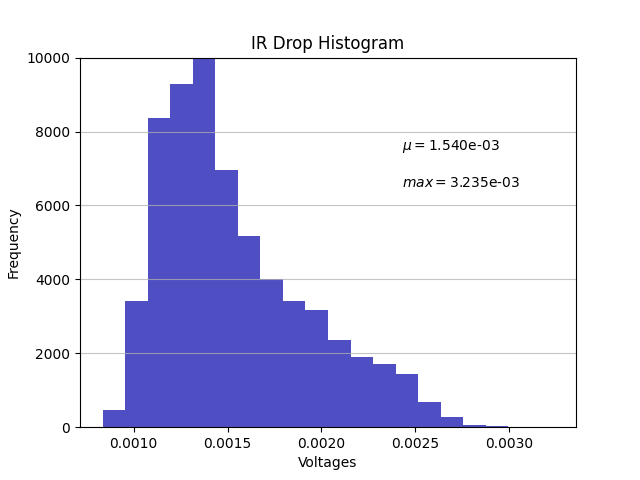 IR Drop Histogram
10000
8000
6000
4000
2000
0
Frequency
μ = 1.540e-03
max = 3.235e-03
0.0010 0.0015 0.0020 0.0025 0.0030
Voltages